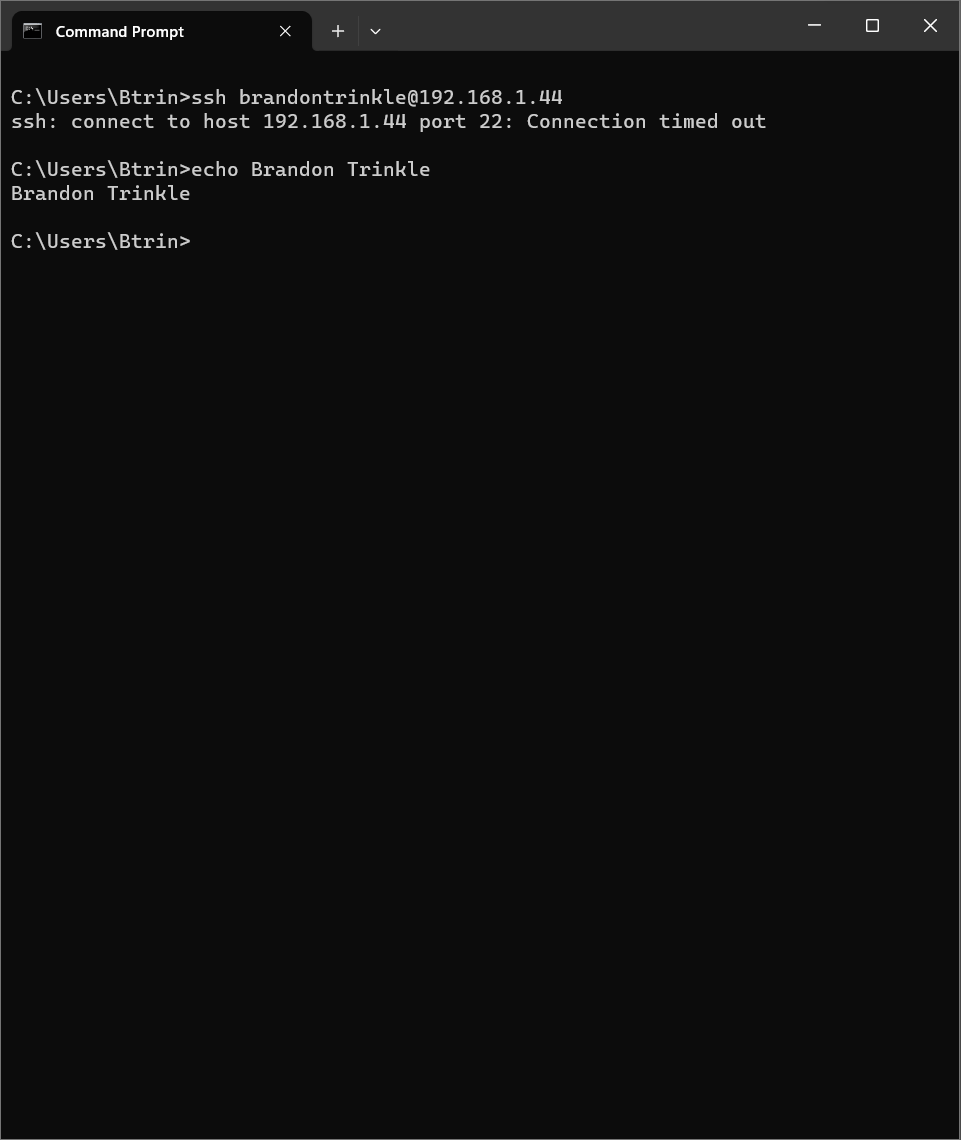 Command Prompt
C:\Users\Btrin>ssh brandontrinkle@192.168.1.44
ssh: connect to host 192.168.1.44 port 22: Connection timed out
C:\Users\Btrin>echo Brandon Trinkle
Brandon Trinkle
C:\Users\Btrin>